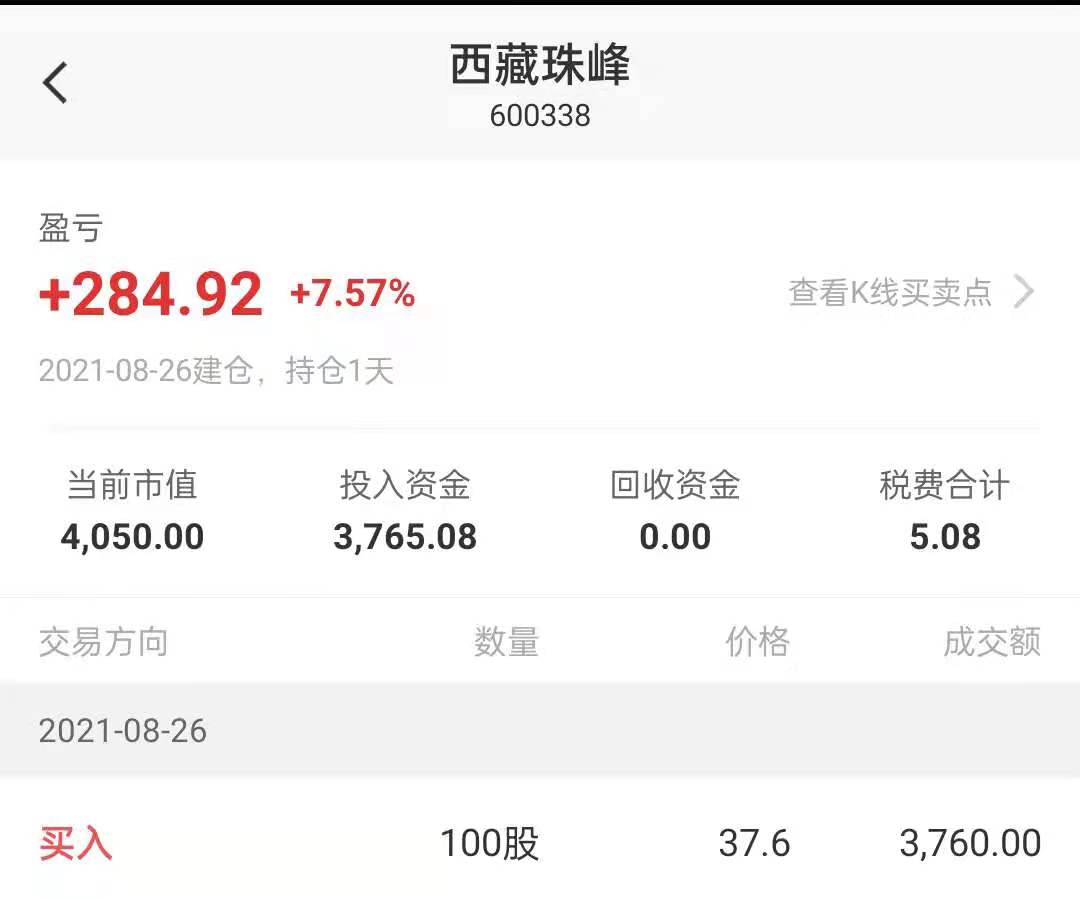 西藏珠峰
600338
盈亏
+284.92 +7.57% 查看K线买卖点
2021-08-26建仓，持仓1天
当前市值 投入资金 回收资金 税费合计
4,050.00 3,765.08 0.00 5.08
交易方向 数量 价格 成交额
2021-08-26
买入 100股 37.6 3,760.00